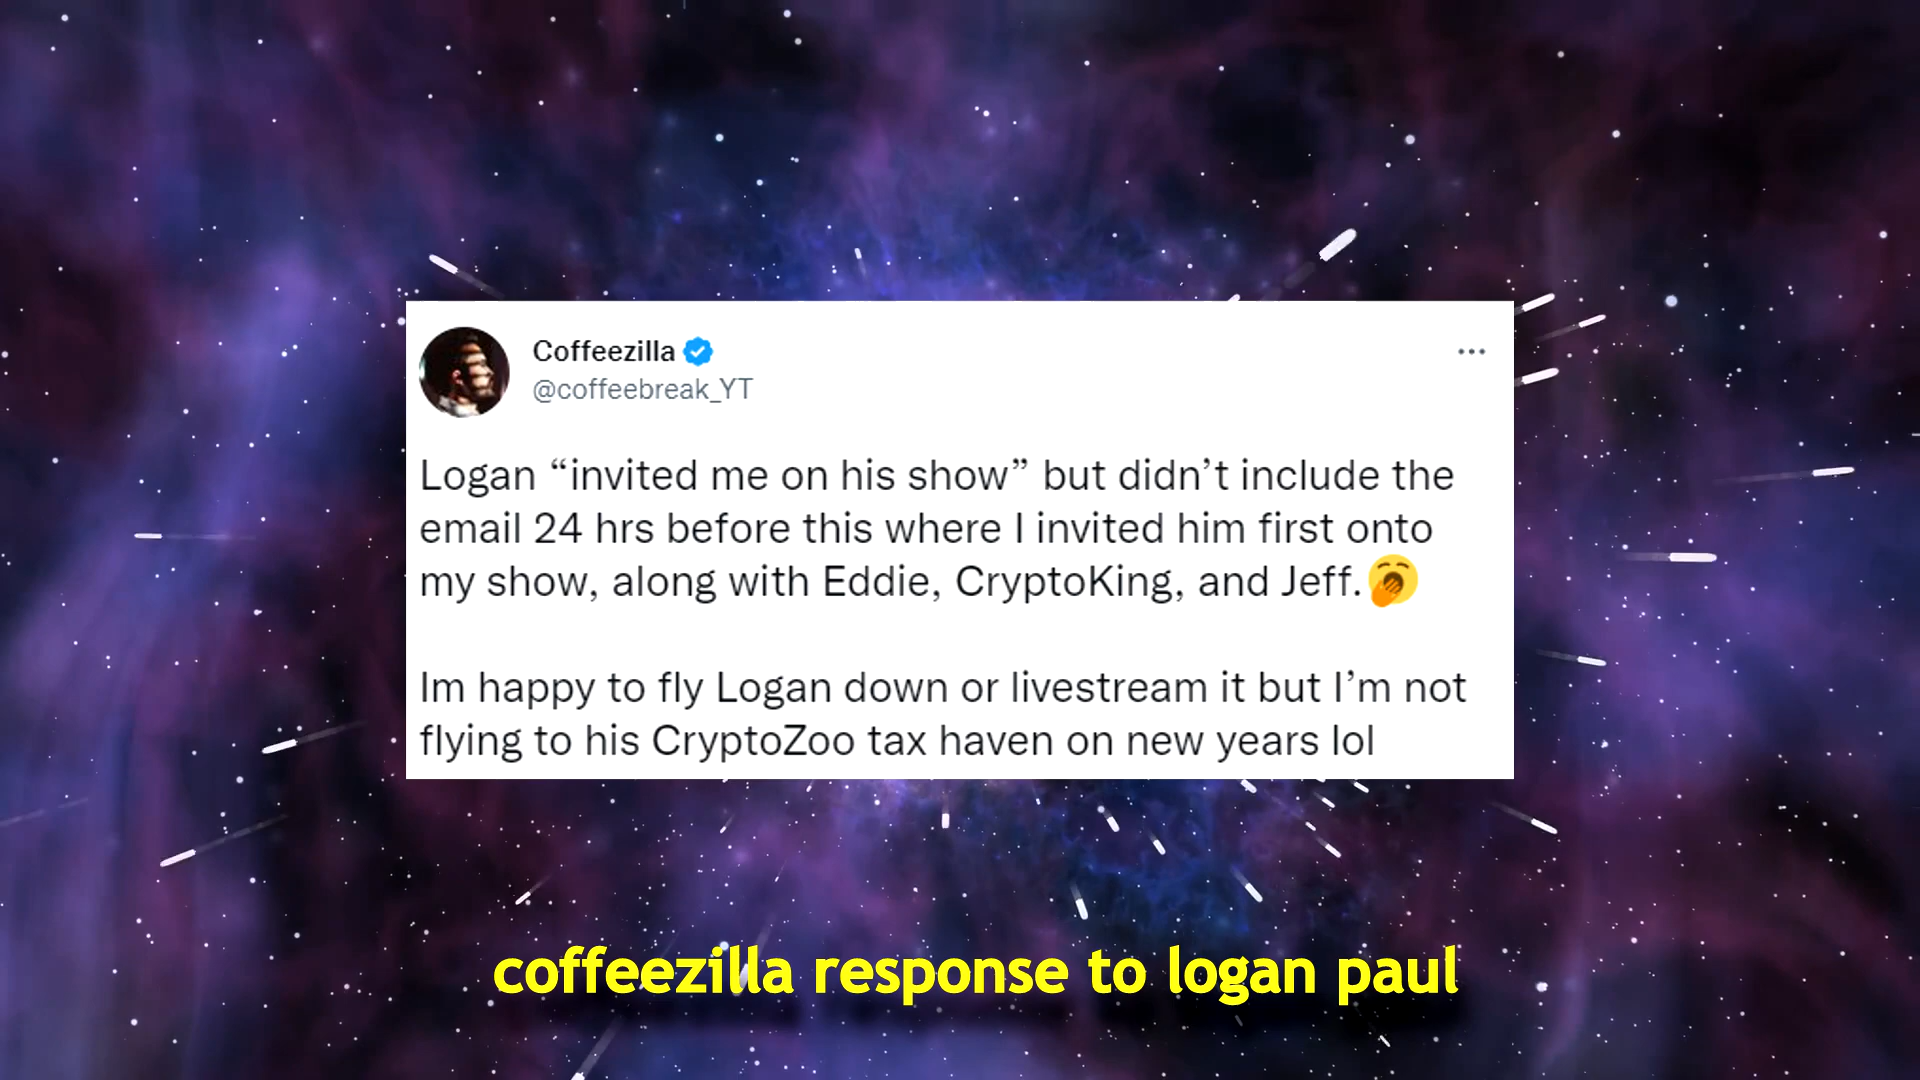 Coffeezilla
@coffeebreak_YT
Logan “invited me on his show” but didn’t include the
email 24 hrs before this where I invited him first onto
my show, along with Eddie, CryptoKing, and Jeff.🥱
Im happy to fly Logan down or livestream it but I’m not
flying to his CryptoZoo tax haven on new years lol
coffeezilla response to logan paul